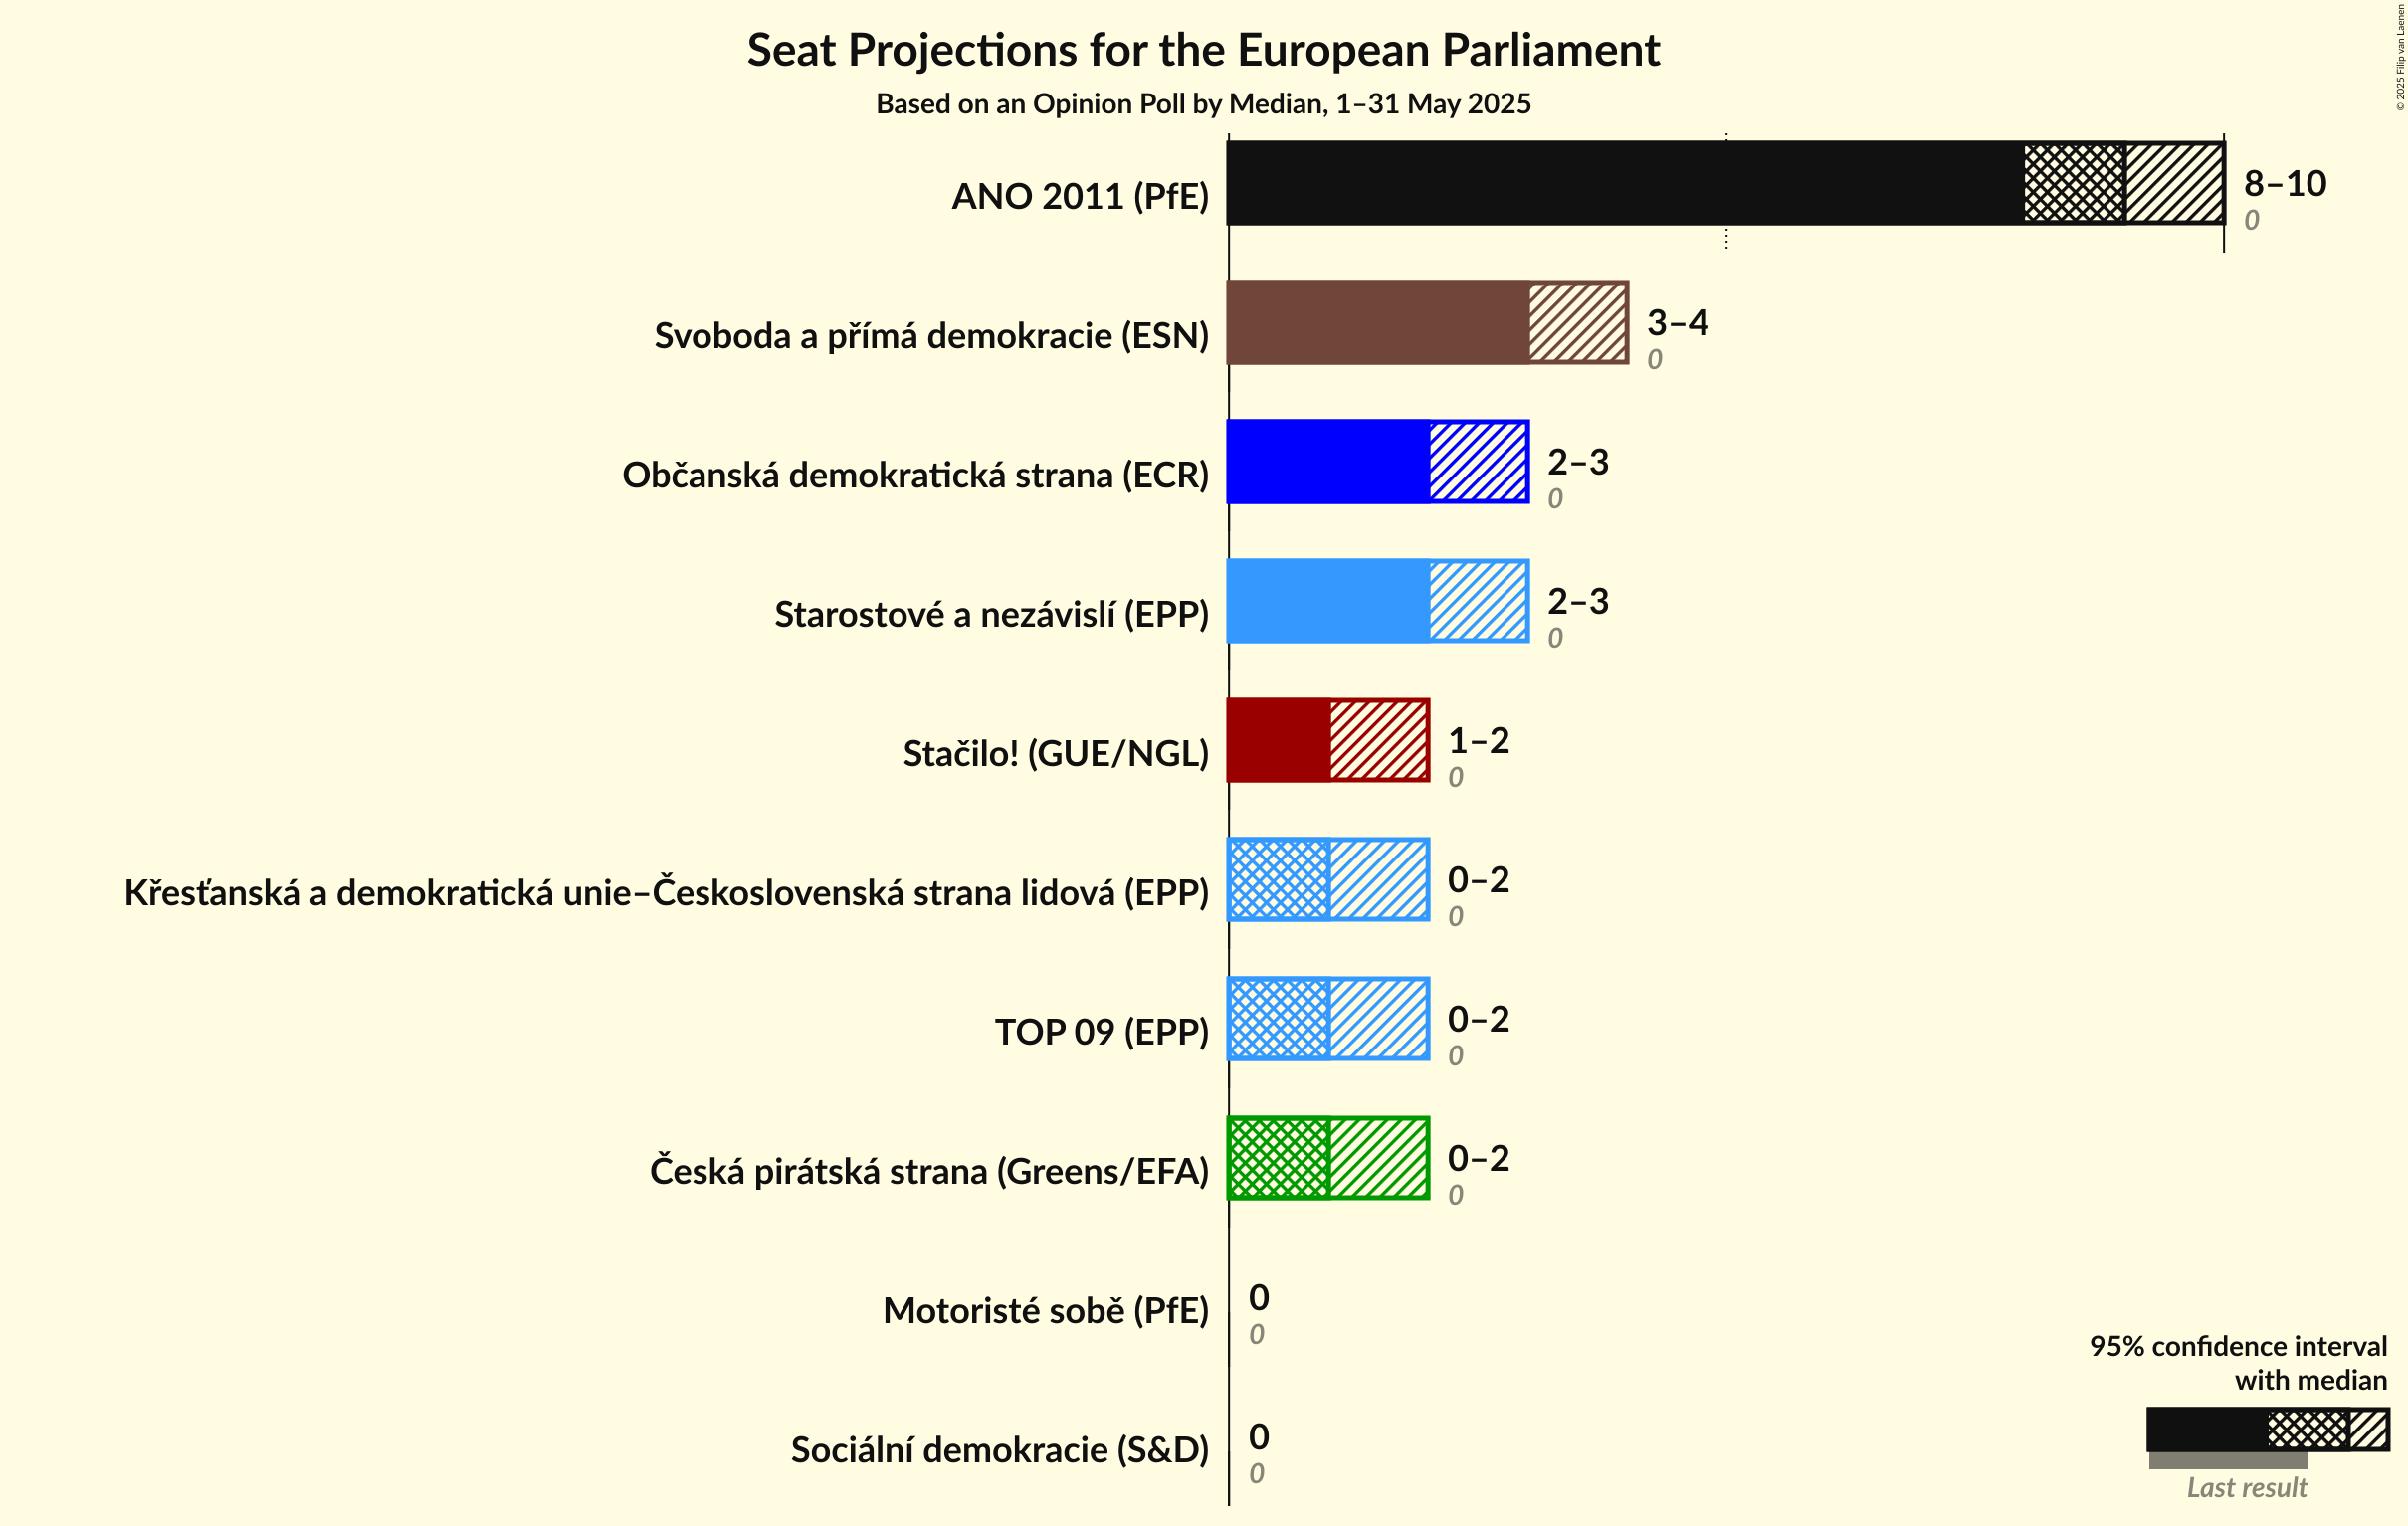 Seat Projections for the European Parliament
Based on an Opinion Poll by Median, 1–31 May 2025
© 2025 Filip van Laenen
ANO 2011 (PfE)
8–10
0
Svoboda a přímá demokracie (ESN)
3–4
0
Občanská demokratická strana (ECR)
2–3
0
Starostové a nezávislí (EPP)
2–3
0
Stačilo! (GUE/NGL)
1–2
0
Křesťanská a demokratická unie–Československá strana lidová (EPP)
0–2
0
TOP 09 (EPP)
0–2
0
Česká pirátská strana (Greens/EFA)
0–2
0
Motoristé sobě (PfE)
0
0
Sociální demokracie (S&D)
0
0
95% confidence interval
with median
Last result